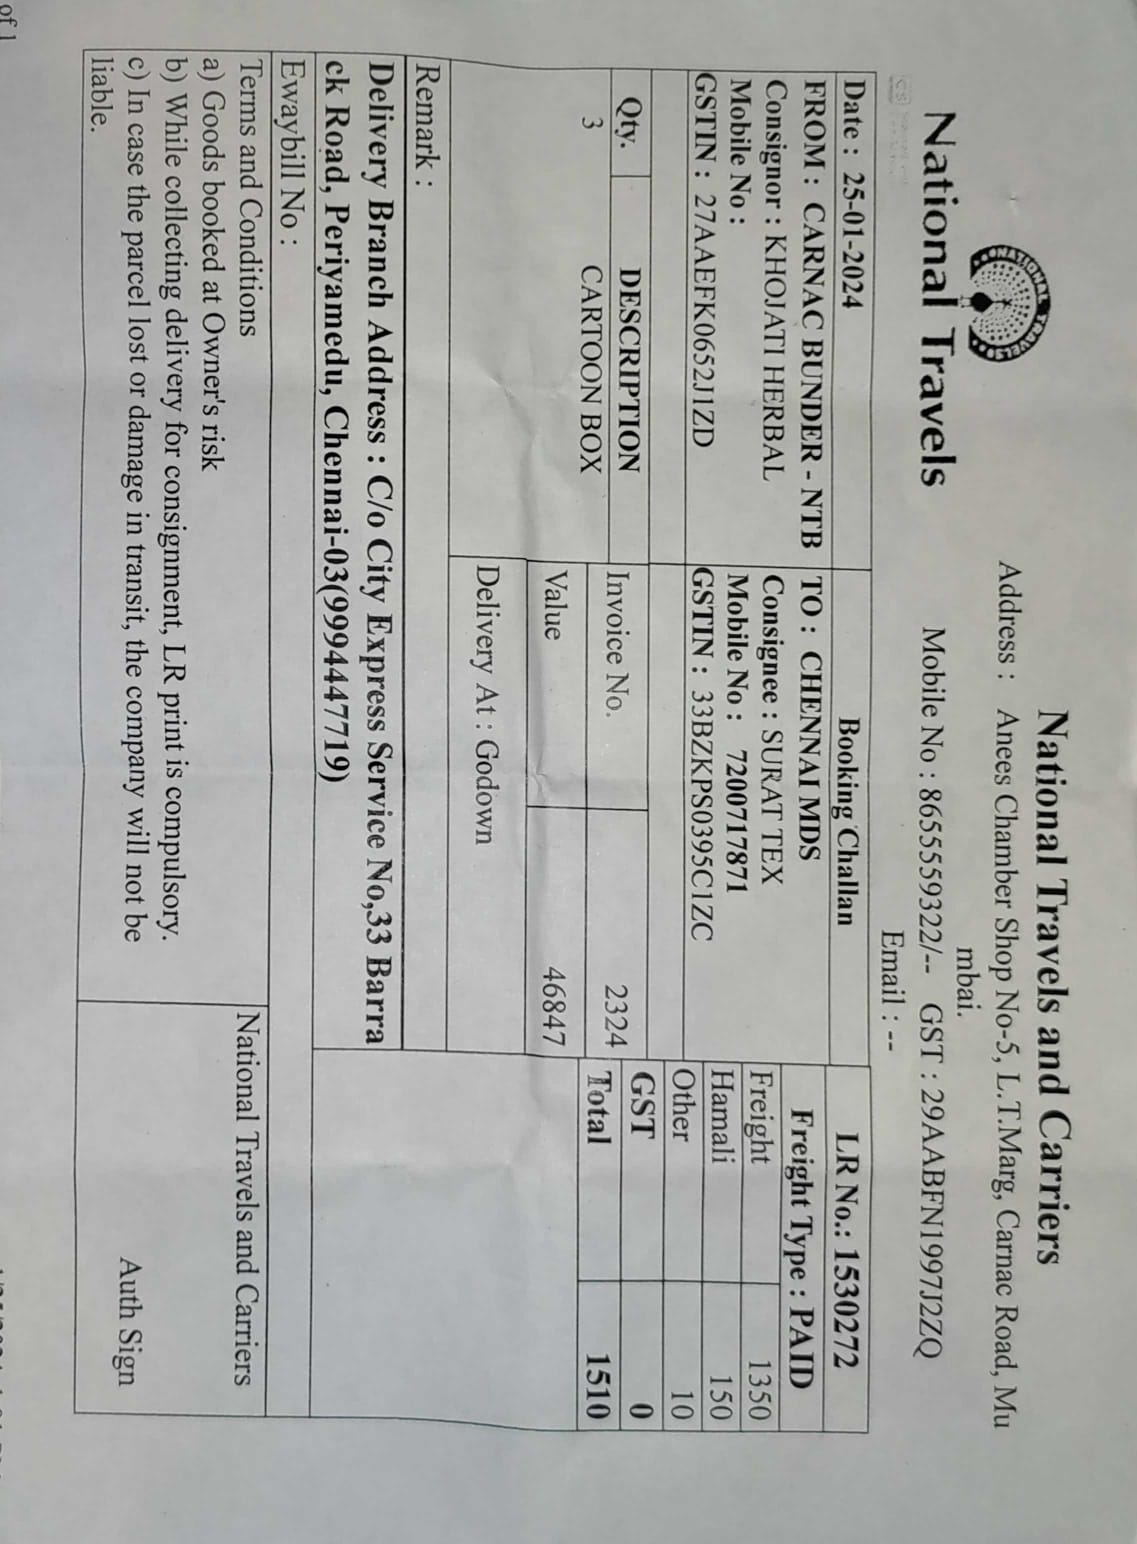 National Travels and Carriers
NATIONAL TRAVELS
National Travels
Address : Anees Chamber Shop No-5, L.T.Marg, Carnac Road, Mu
mbai.
Mobile No : 8655559322/-- GST : 29AABFN1997J2ZQ
Email : --
Date : 25-01-2024
Booking Challan
LR No.: 1530272
FROM : CARNAC BUNDER - NTB
Consignor : KHOJATI HERBAL
Mobile No :
GSTIN : 27AAEFK0652J1ZD
TO : CHENNAI MDS
Consignee : SURAT TEX
Mobile No : 7200717871
GSTIN : 33BZKPS0395C1ZC
Freight Type : PAID
Freight 1350
Hamali 150
Other 10
GST 0
Total 1510
Qty. DESCRIPTION
3 CARTOON BOX
Invoice No. 2324
Value 46847
Delivery At : Godown
Remark :
Delivery Branch Address : C/o City Express Service No,33 Barra
ck Road, Periyamedu, Chennai-03(9994447719)
Ewaybill No :
Terms and Conditions
a) Goods booked at Owner's risk
b) While collecting delivery for consignment, LR print is compulsory.
c) In case the parcel lost or damage in transit, the company will not be
liable.
National Travels and Carriers
Auth Sign
of 1